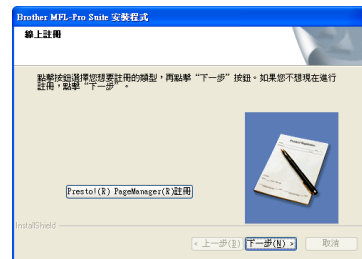 Brother MFL-Pro Suite 安裝程式
線上註冊
點擊按鈕選擇您想要註冊的類型，再點擊 “下一步” 按鈕。如果您不想現在進行
註冊，點擊 “下一步” 。
Presto!(R) PageManager(R)註冊
InstallShield
< 上一步(B) 下一步(N) > 取消